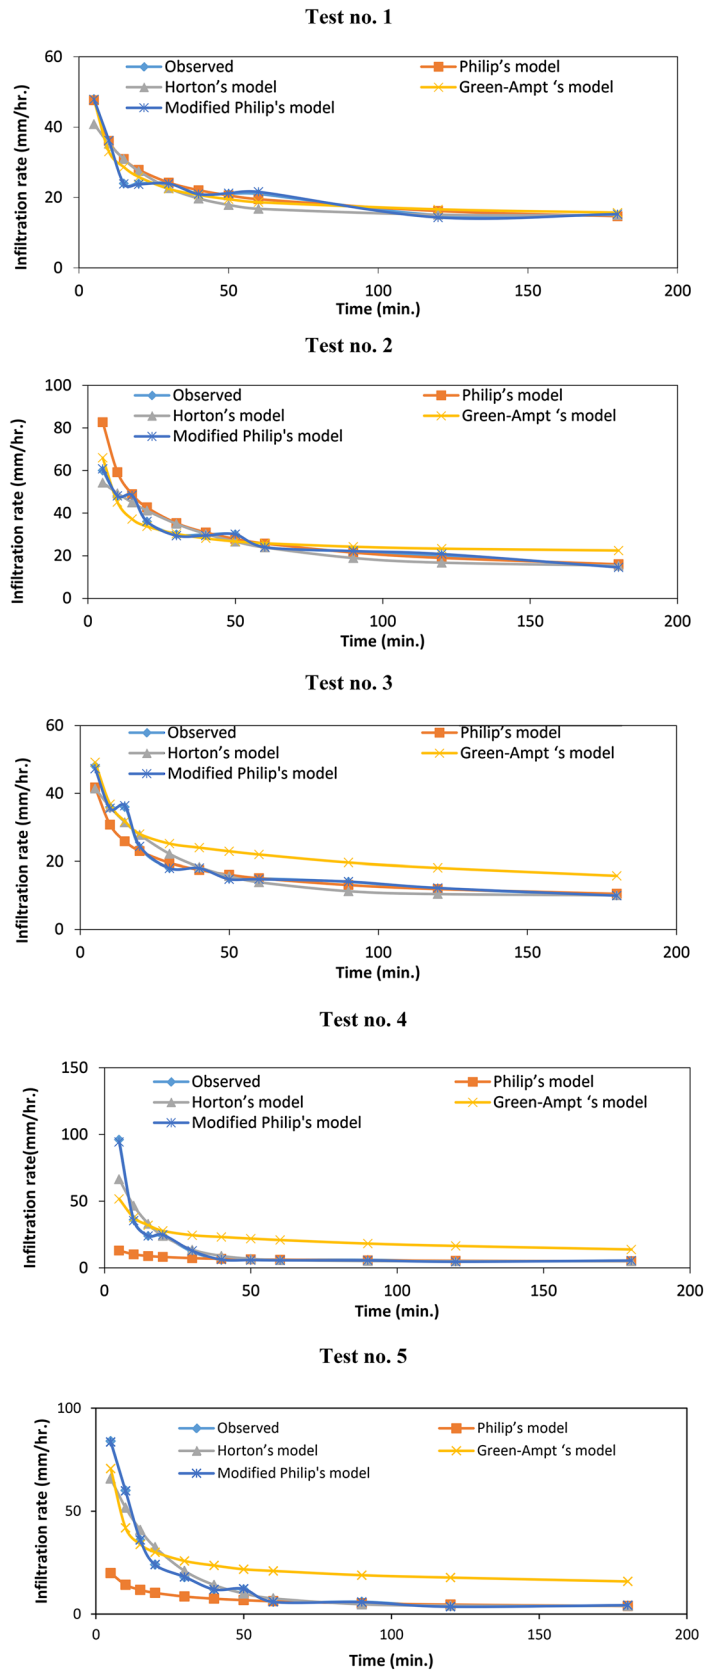 Test no. 1
60
40
20
0
Infiltration rate (mm/hr.)
Observed
Philip’s model
Horton’s model
Green-Ampt ‘s model
Modified Philip's model
0 50 100 150 200
Time (min.)
Test no. 2
100
80
60
40
20
0
Infiltration rate (mm/hr.)
Observed
Philip’s model
Horton’s model
Green-Ampt ‘s model
Modified Philip's model
0 50 100 150 200
Time (min.)
Test no. 3
60
40
20
0
Infiltration rate (mm/hr.)
Observed
Philip’s model
Horton’s model
Green-Ampt ‘s model
Modified Philip's model
0 50 100 150 200
Time (min.)
Test no. 4
150
100
50
0
Infiltration rate(mm/hr.)
Observed
Philip’s model
Horton’s model
Green-Ampt ‘s model
Modified Philip's model
0 50 100 150 200
Time (min.)
Test no. 5
100
50
0
Infiltration rate (mm/hr.)
Observed
Philip’s model
Horton’s model
Green-Ampt ‘s model
Modified Philip's model
0 50 100 150 200
Time (min.)